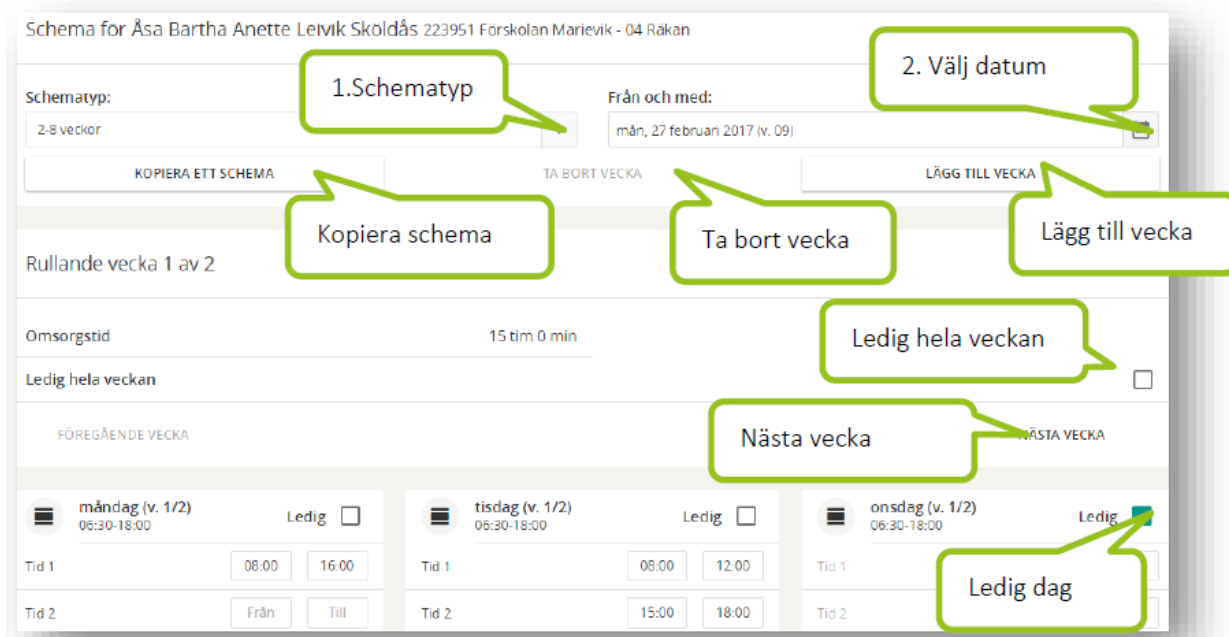 Schema för Åsa Bartha Anette Leivik Sköldås 223951 Förskolan Marievik - 04 Räkan
1.Schematyp
2. Välj datum
Schematyp:
Från och med:
2-8 veckor
mån, 27 februari 2017 (v. 09)
KOPIERA ETT SCHEMA
TA BORT VECKA
LÄGG TILL VECKA
Kopiera schema
Ta bort vecka
Lägg till vecka
Rullande vecka 1 av 2
Omsorgstid
15 tim 0 min
Ledig hela veckan
Ledig hela veckan
FÖREGÅENDE VECKA
Nästa vecka
NÄSTA VECKA
måndag (v. 1/2)
06:30-18:00
Ledig
tisdag (v. 1/2)
06:30-18:00
Ledig
onsdag (v. 1/2)
06:30-18:00
Ledig
Tid 1
08:00
16:00
Tid 1
08:00
12:00
Tid 1
Ledig dag
Tid 2
Från
Till
Tid 2
15:00
18:00
Tid 2